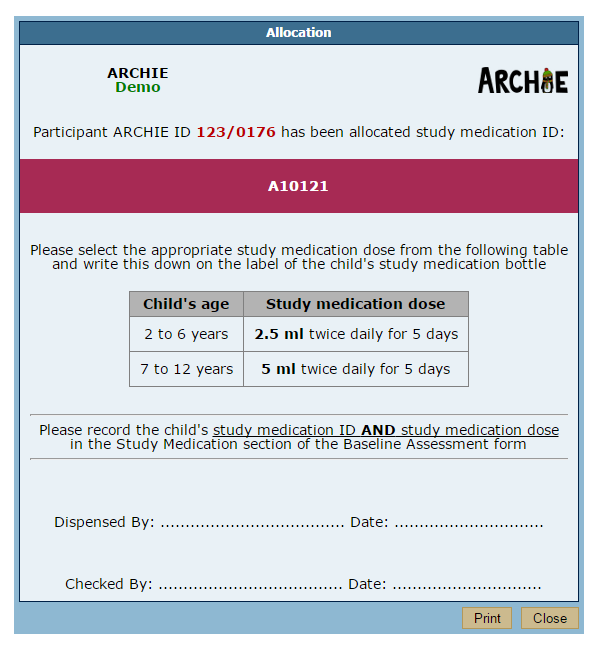 Allocation
ARCHIE
Demo
ARCHIE
Participant ARCHIE ID 123/0176 has been allocated study medication ID:
A10121
Please select the appropriate study medication dose from the following table
and write this down on the label of the child's study medication bottle
Child's age Study medication dose
2 to 6 years 2.5 ml twice daily for 5 days
7 to 12 years 5 ml twice daily for 5 days
Please record the child's study medication ID AND study medication dose
in the Study Medication section of the Baseline Assessment form
Dispensed By: ..................................... Date: ..............................
Checked By: ..................................... Date: ..............................
Print Close